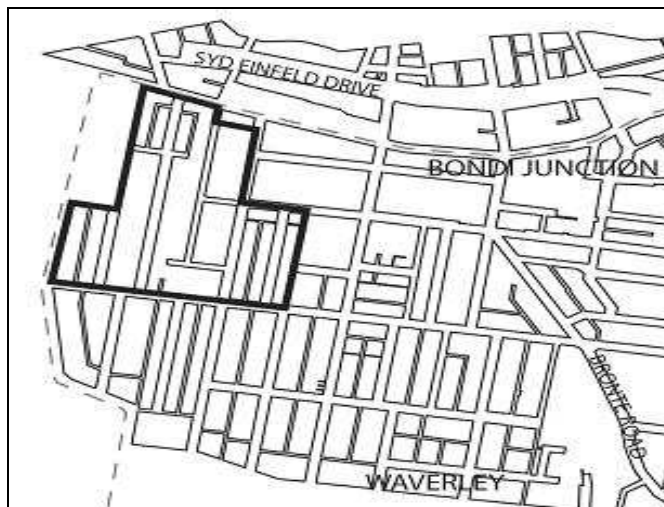 SYD EINFELD DRIVE
BONDI JUNCTION
BRONTE ROAD
WAVERLEY